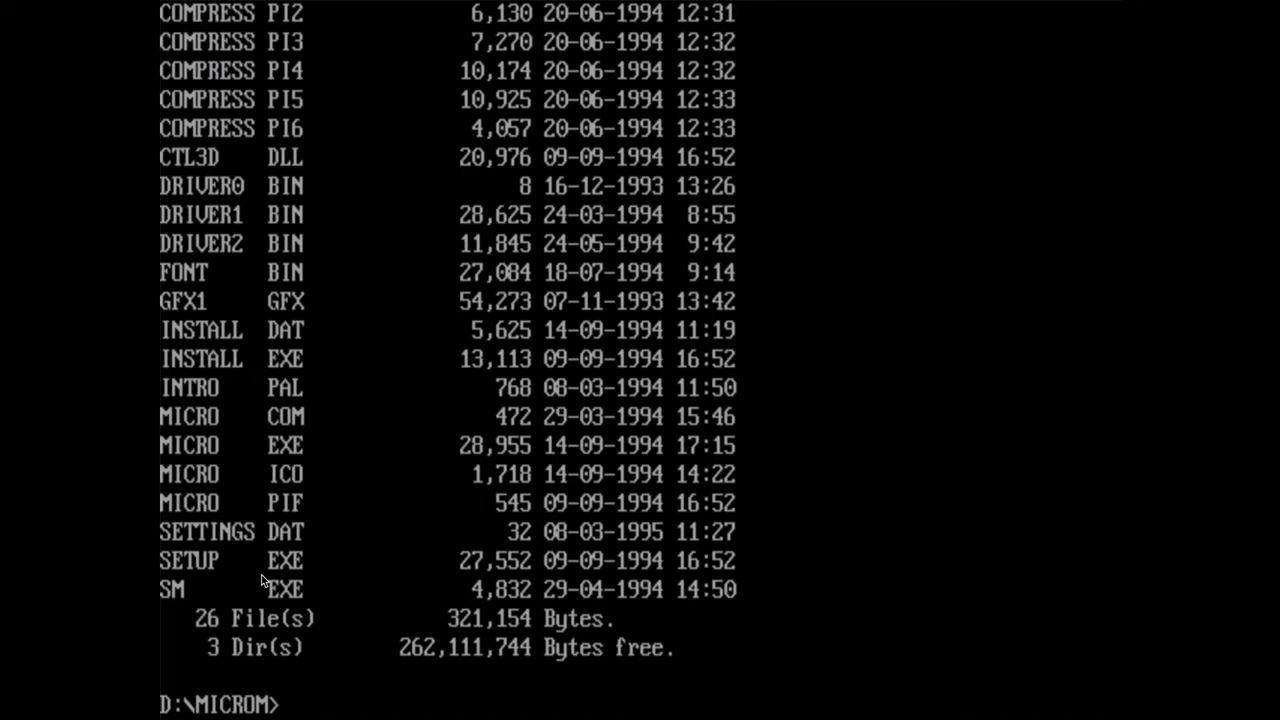 COMPRESS PI2 6,130 20-06-1994 12:31
COMPRESS PI3 7,270 20-06-1994 12:32
COMPRESS PI4 10,174 20-06-1994 12:32
COMPRESS PI5 10,925 20-06-1994 12:33
COMPRESS PI6 4,057 20-06-1994 12:33
CTL3D DLL 20,976 09-09-1994 16:52
DRIVER0 BIN 8 16-12-1993 13:26
DRIVER1 BIN 28,625 24-03-1994 8:55
DRIVER2 BIN 11,845 24-05-1994 9:42
FONT BIN 27,084 18-07-1994 9:14
GFX1 GFX 54,273 07-11-1993 13:42
INSTALL DAT 5,625 14-09-1994 11:19
INSTALL EXE 13,113 09-09-1994 16:52
INTRO PAL 768 08-03-1994 11:50
MICRO COM 472 29-03-1994 15:46
MICRO EXE 28,955 14-09-1994 17:15
MICRO ICO 1,718 14-09-1994 14:22
MICRO PIF 545 09-09-1994 16:52
SETTINGS DAT 32 08-03-1995 11:27
SETUP EXE 27,552 09-09-1994 16:52
SM EXE 4,832 29-04-1994 14:50
26 File(s) 321,154 Bytes.
3 Dir(s) 262,111,744 Bytes free.
D:\MICROM>